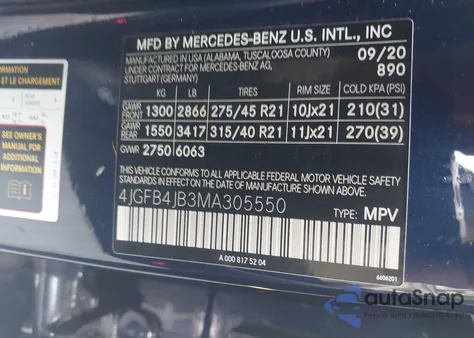 MFD BY MERCEDES-BENZ U.S. INTL., INC
MANUFACTURED IN USA (ALABAMA, TUSCALOOSA COUNTY)
UNDER CONTRACT FOR MERCEDES-BENZ AG,
STUTTGART (GERMANY)
09/20
890
KG LB TIRES RIM SIZE COLD KPA (PSI)
GAWR FRONT 1300 2866 275/45 R21 10Jx21 210(31)
GAWR REAR 1550 3417 315/40 R21 11Jx21 270(39)
GVWR 2750 6063
THIS VEHICLE CONFORMS TO ALL APPLICABLE FEDERAL MOTOR VEHICLE SAFETY
STANDARDS IN EFFECT ON THE DATE OF MANUFACTURE SHOWN ABOVE.
4JGFB4JB3MA305550
TYPE: MPV
A 000 817 52 04
6606201
ET LE CHARGEMENT
SEE OWNER'S
MANUAL FOR
ADDITIONAL
INFORMATION
autoSnap